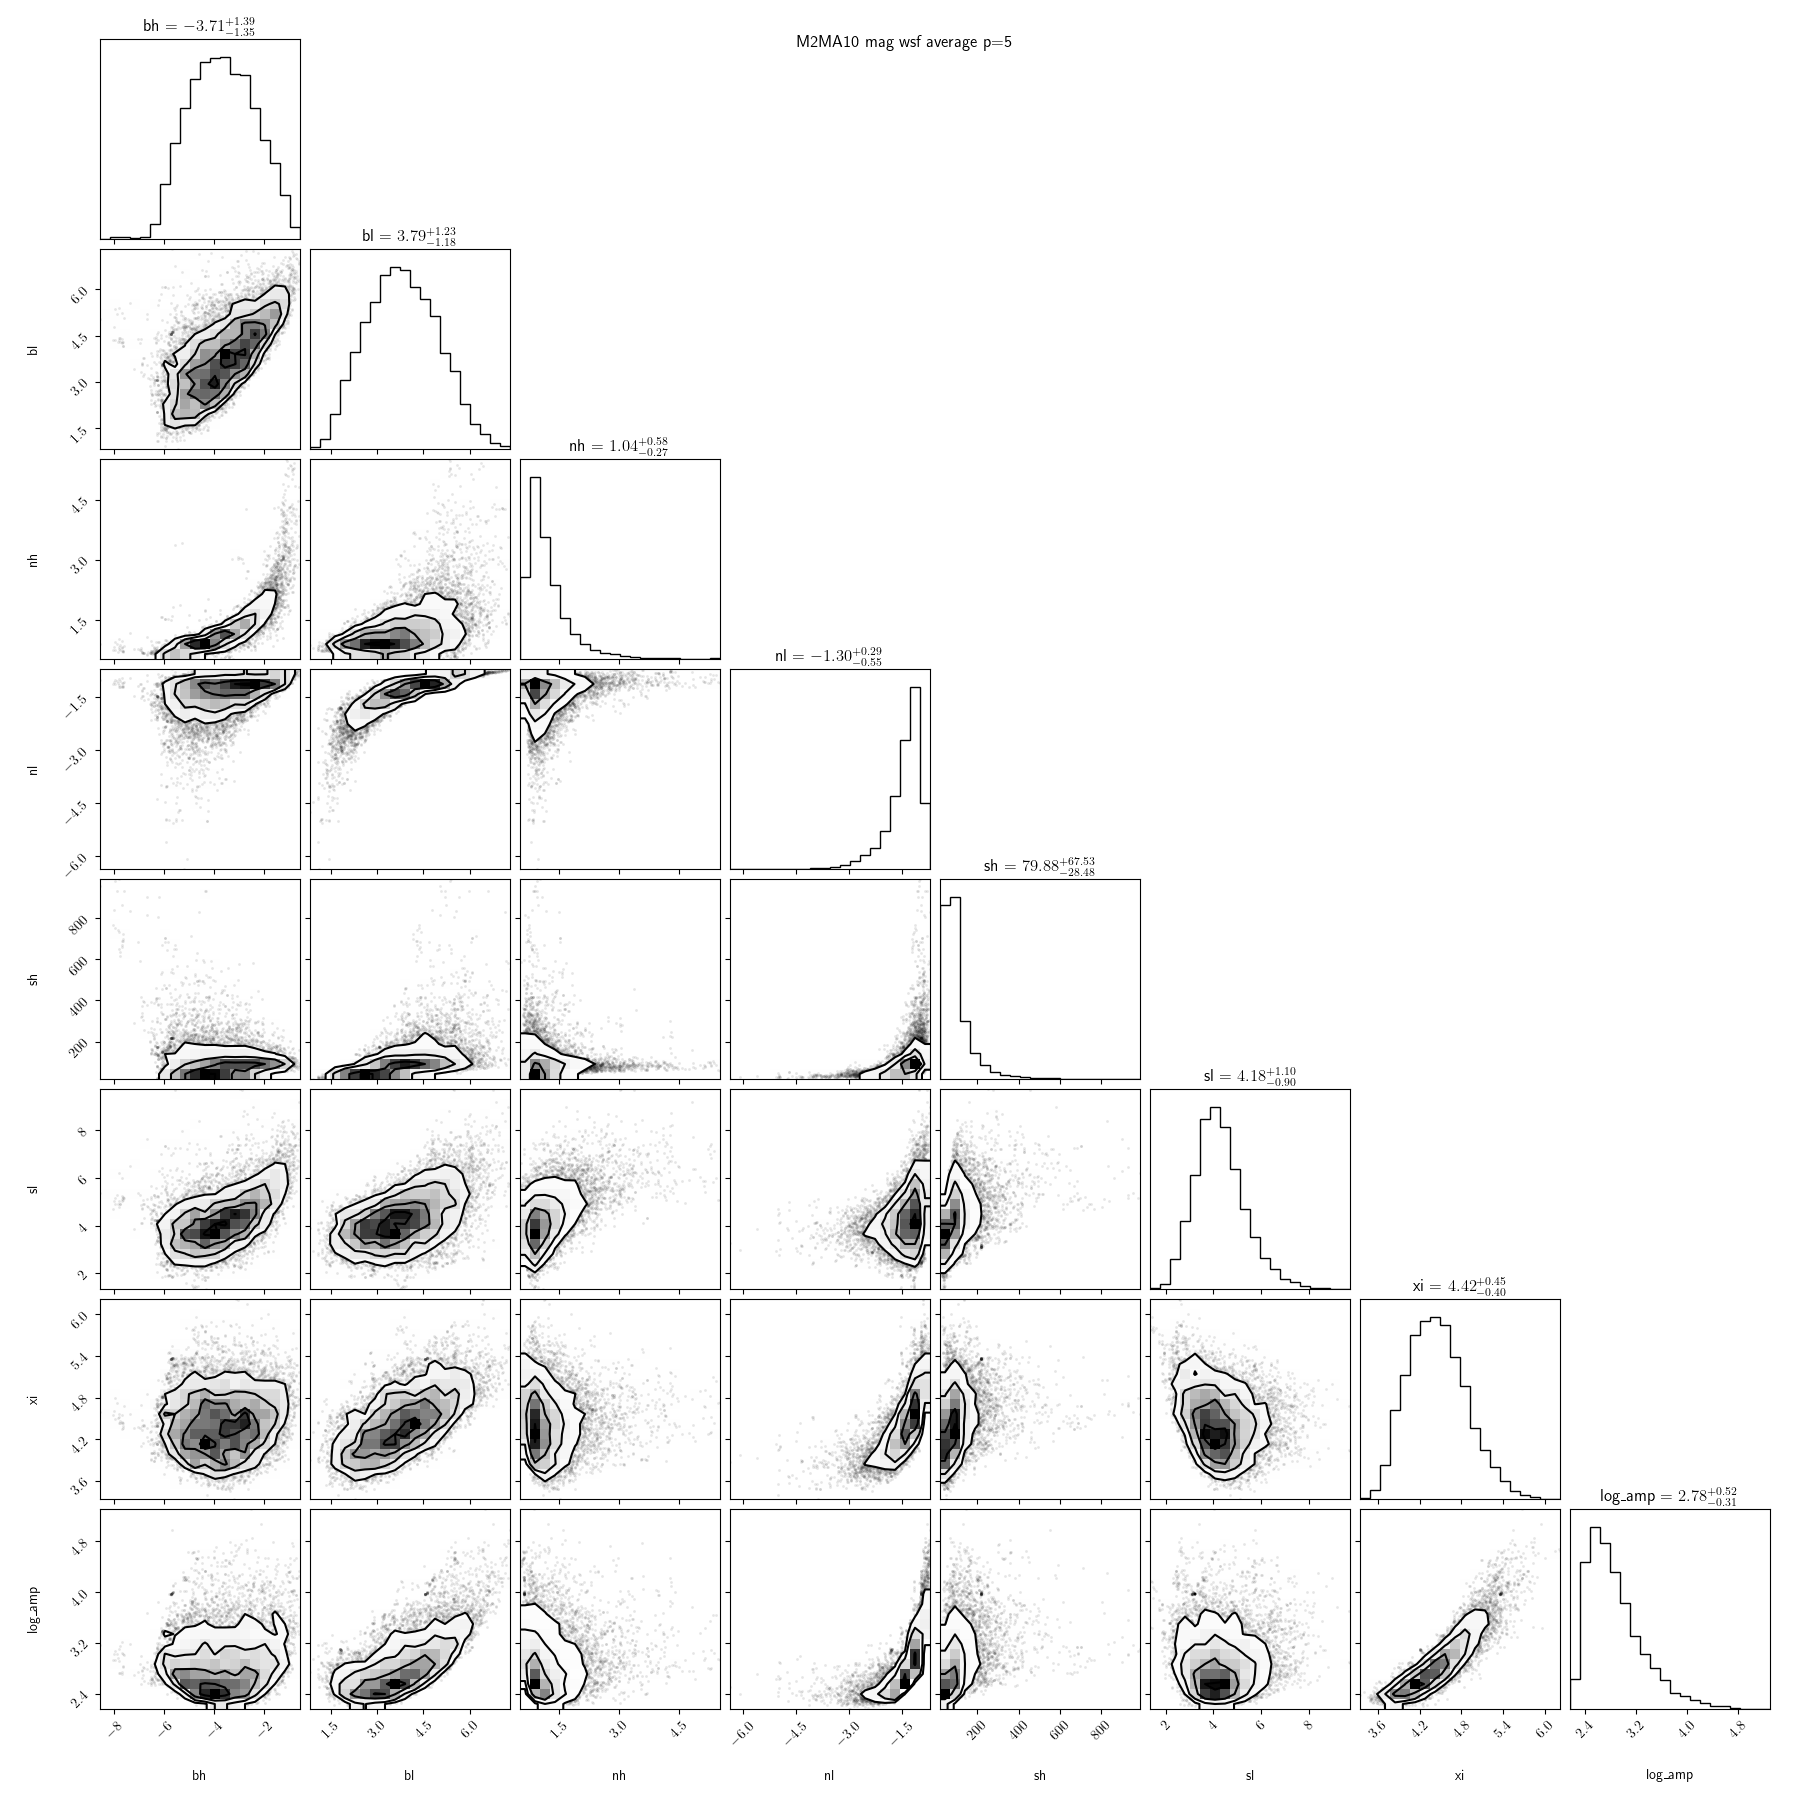 M2MA10 mag wsf average p=5
bh = −3.71 +1.39 −1.35
bl = 3.79 +1.23 −1.18
nh = 1.04 +0.58 −0.27
nl = −1.30 +0.29 −0.55
sh = 79.88 +67.53 −28.48
sl = 4.18 +1.10 −0.90
xi = 4.42 +0.45 −0.40
log_amp = 2.78 +0.52 −0.31
bl
6.0
4.5
3.0
1.5
nh
4.5
3.0
1.5
nl
−1.5
−3.0
−4.5
−6.0
sh
800
600
400
200
sl
8
6
4
2
xi
6.0
5.4
4.8
4.2
3.6
log_amp
4.8
4.0
3.2
2.4
−8 −6 −4 −2
1.5 3.0 4.5 6.0
1.5 3.0 4.5
−6.0 −4.5 −3.0 −1.5
200 400 600 800
2 4 6 8
3.6 4.2 4.8 5.4 6.0
2.4 3.2 4.0 4.8
bh bl nh nl sh sl xi log_amp